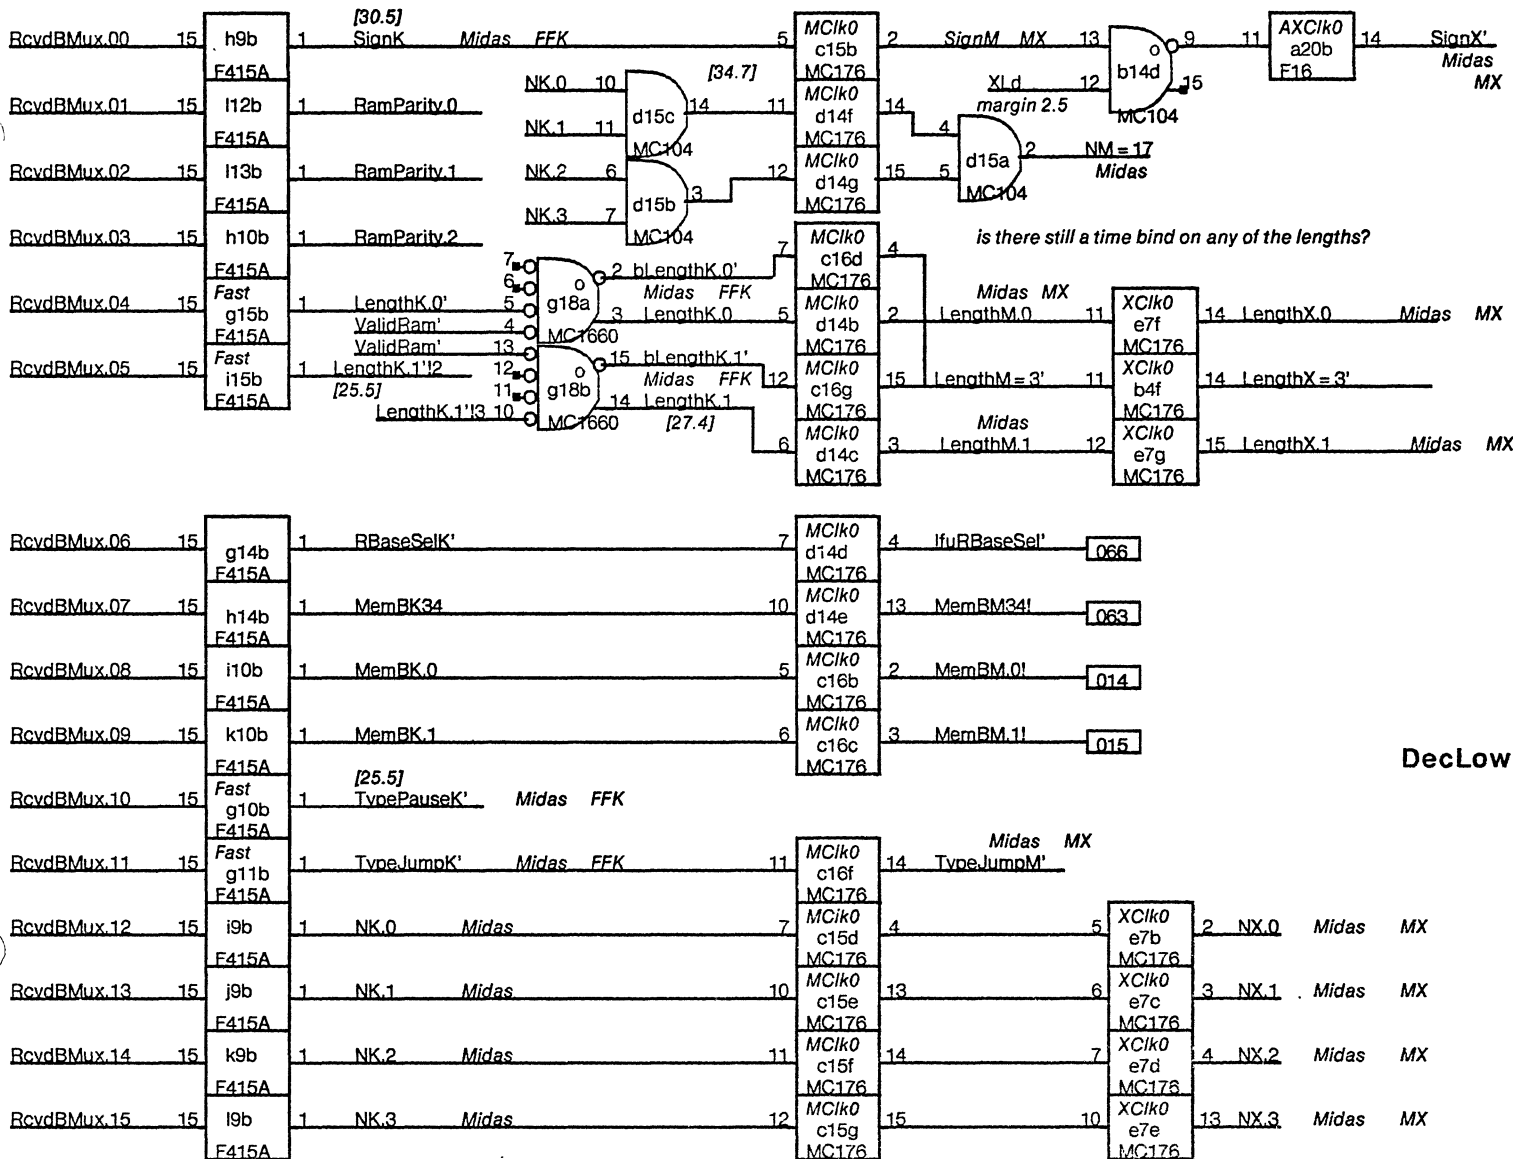 [30.5]
RcvdBMux.00 15 h9b F415A 1 SignK Midas FFK 5 MClk0 c15b MC176 2 SignM MX 13 b14d MC104 9 11 AXClk0 a20b F16 14 SignX' Midas MX
XLd 12 15
margin 2.5
RcvdBMux.01 15 l12b F415A 1 RamParity.0
NK.0 10
NK.1 11
d15c MC104 14
[34.7]
11 MClk0 d14f MC176 14
4 d15a MC104 2 NM = 17
Midas
RcvdBMux.02 15 l13b F415A 1 RamParity.1
NK.2 6
NK.3 7
d15b MC104 3
12 MClk0 d14g MC176 15 5
RcvdBMux.03 15 h10b F415A 1 RamParity.2
is there still a time bind on any of the lengths?
7 MClk0 c16d MC176 4
7
6
5
4
g18a MC1660
2 bLengthK.0'
Midas FFK
3 LengthK.0
RcvdBMux.04 15 Fast g15b F415A 1 LengthK.0'
ValidRam'
ValidRam' 13
5 MClk0 d14b MC176 2 LengthM.0 Midas MX 11 XClk0 e7f MC176 14 LengthX.0 Midas MX
RcvdBMux.05 15 Fast i15b F415A 1 LengthK.1'!2
[25.5]
12
11
LengthK.1'!3 10
g18b MC1660
15 bLengthK.1'
Midas FFK
14 LengthK.1
[27.4]
12 MClk0 c16g MC176 15 LengthM = 3' 11 XClk0 b4f MC176 14 LengthX = 3'
6 MClk0 d14c MC176 3 Midas LengthM.1 12 XClk0 e7g MC176 15 LengthX.1 Midas MX
RcvdBMux.06 15 g14b F415A 1 RBaseSelK' 7 MClk0 d14d MC176 4 IfuRBaseSel' 066
RcvdBMux.07 15 h14b F415A 1 MemBK34 10 MClk0 d14e MC176 13 MemBM34! 063
RcvdBMux.08 15 i10b F415A 1 MemBK.0 5 MClk0 c16b MC176 2 MemBM.0! 014
RcvdBMux.09 15 k10b F415A 1 MemBK.1 6 MClk0 c16c MC176 3 MemBM.1! 015
DecLow
[25.5]
RcvdBMux.10 15 Fast g10b F415A 1 TypePauseK' Midas FFK
Midas MX
RcvdBMux.11 15 Fast g11b F415A 1 TypeJumpK' Midas FFK 11 MClk0 c16f MC176 14 TypeJumpM'
RcvdBMux.12 15 i9b F415A 1 NK.0 Midas 7 MClk0 c15d MC176 4 5 XClk0 e7b MC176 2 NX.0 Midas MX
RcvdBMux.13 15 j9b F415A 1 NK.1 Midas 10 MClk0 c15e MC176 13 6 XClk0 e7c MC176 3 NX.1 Midas MX
RcvdBMux.14 15 k9b F415A 1 NK.2 Midas 11 MClk0 c15f MC176 14 7 XClk0 e7d MC176 4 NX.2 Midas MX
RcvdBMux.15 15 l9b F415A 1 NK.3 Midas 12 MClk0 c15g MC176 15 10 XClk0 e7e MC176 13 NX.3 Midas MX